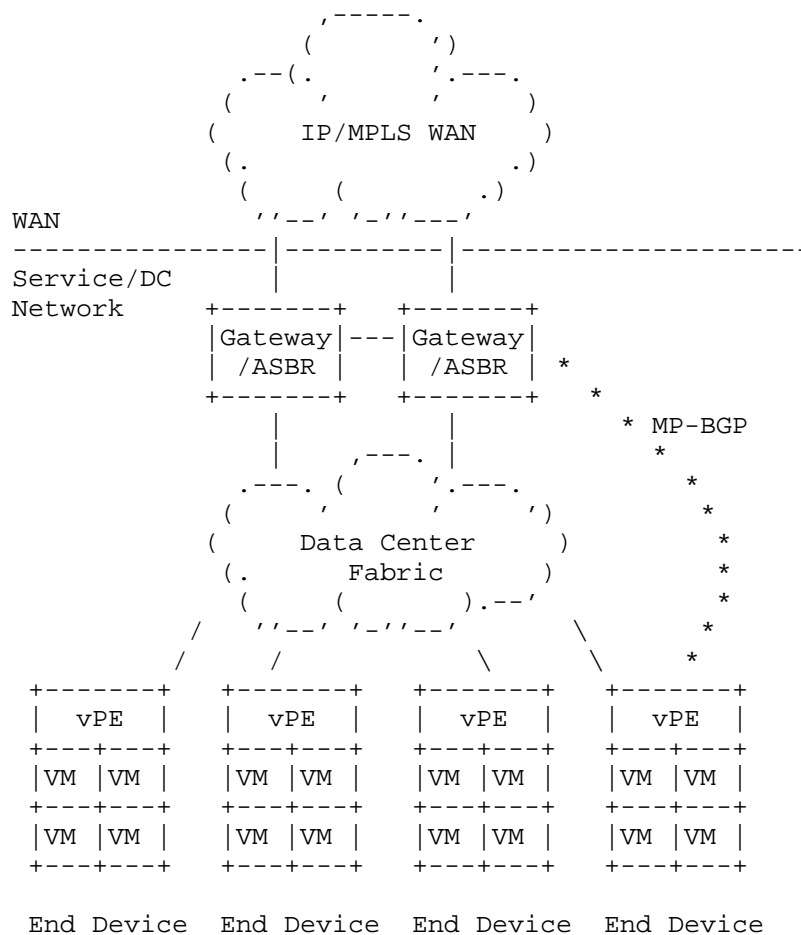 IP/MPLS WAN
WAN
Service/DC
Network
Gateway Gateway
/ASBR /ASBR *
*
* MP-BGP
*
*
*
Data Center *
Fabric *
*
*
*
vPE vPE vPE vPE
VM VM VM VM VM VM VM VM
VM VM VM VM VM VM VM VM
End Device End Device End Device End Device